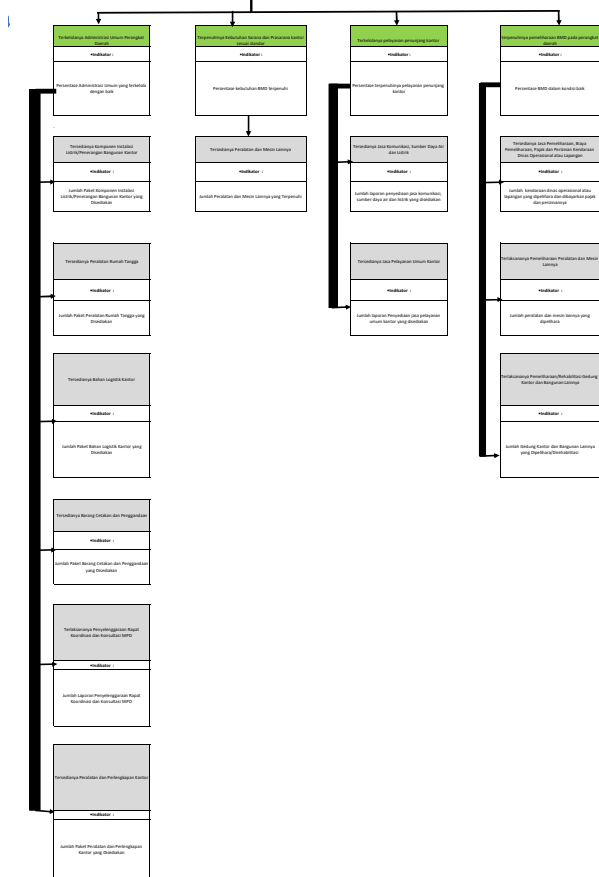 Terkelolanya Administrasi Umum Perangkat
Daerah
•Indikator :
Persentase Administrasi Umum yang terkelola
dengan baik
Tersedianya Komponen Instalasi
Listrik/Penerangan Bangunan Kantor
•Indikator :
Jumlah Paket Komponen Instalasi
Listrik/Penerangan Bangunan Kantor yang
Disediakan
Tersedianya Peralatan Rumah Tangga
•Indikator :
Jumlah Paket Peralatan Rumah Tangga yang
Disediakan
Tersedianya Bahan Logistik Kantor
•Indikator :
Jumlah Paket Bahan Logistik Kantor yang
Disediakan
Tersedianya Barang Cetakan dan Penggandaan
•Indikator :
Jumlah Paket Barang Cetakan dan Penggandaan
yang Disediakan
Terlaksananya Penyelenggaraan Rapat
Koordinasi dan Konsultasi SKPD
•Indikator :
Jumlah Laporan Penyelenggaraan Rapat
Koordinasi dan Konsultasi SKPD
Tersedianya Peralatan dan Perlengkapan Kantor
•Indikator :
Jumlah Paket Peralatan dan Perlengkapan
Kantor yang Disediakan
Terpenuhinya Kebutuhan Sarana dan Prasarana kantor
sesuai standar
•Indikator :
Persentase kebutuhan BMD terpenuhi
Tersedianya Peralatan dan Mesin Lainnya
•Indikator :
Jumlah Peralatan dan Mesin Lainnya yang Terpenuhi
Terkelolanya pelayanan penunjang kantor
•Indikator :
Persentase terpenuhinya pelayanan penunjang
kantor
Tersedianya Jasa Komunikasi, Sumber Daya Air
dan Listrik
•Indikator :
Jumlah laporan penyediaan jasa komunikasi,
sumber daya air dan listrik yang disediakan
Tersedianya Jasa Pelayanan Umum Kantor
•Indikator :
Jumlah laporan Penyediaan jasa pelayanan
umum kantor yang disediakan
Terpenuhinya pemeliharaan BMD pada perangkat
daerah
•Indikator :
Persentase BMD dalam kondisi baik
Tersedianya Jasa Pemeliharaan, Biaya
Pemeliharaan, Pajak dan Perizinan Kendaraan
Dinas Operasional atau Lapangan
•Indikator :
Jumlah kendaraan dinas operasional atau
lapangan yang dipelihara dan dibayarkan pajak
dan perizinannya
Terlaksananya Pemeliharaan Peralatan dan Mesin
Lainnya
•Indikator :
Jumlah peralatan dan mesin lainnya yang
dipelihara
Terlaksananya Pemeliharaan/Rehabilitasi Gedung
Kantor dan Bangunan Lainnya
•Indikator :
Jumlah Gedung Kantor dan Bangunan Lainnya
yang Dipelihara/Direhabilitasi